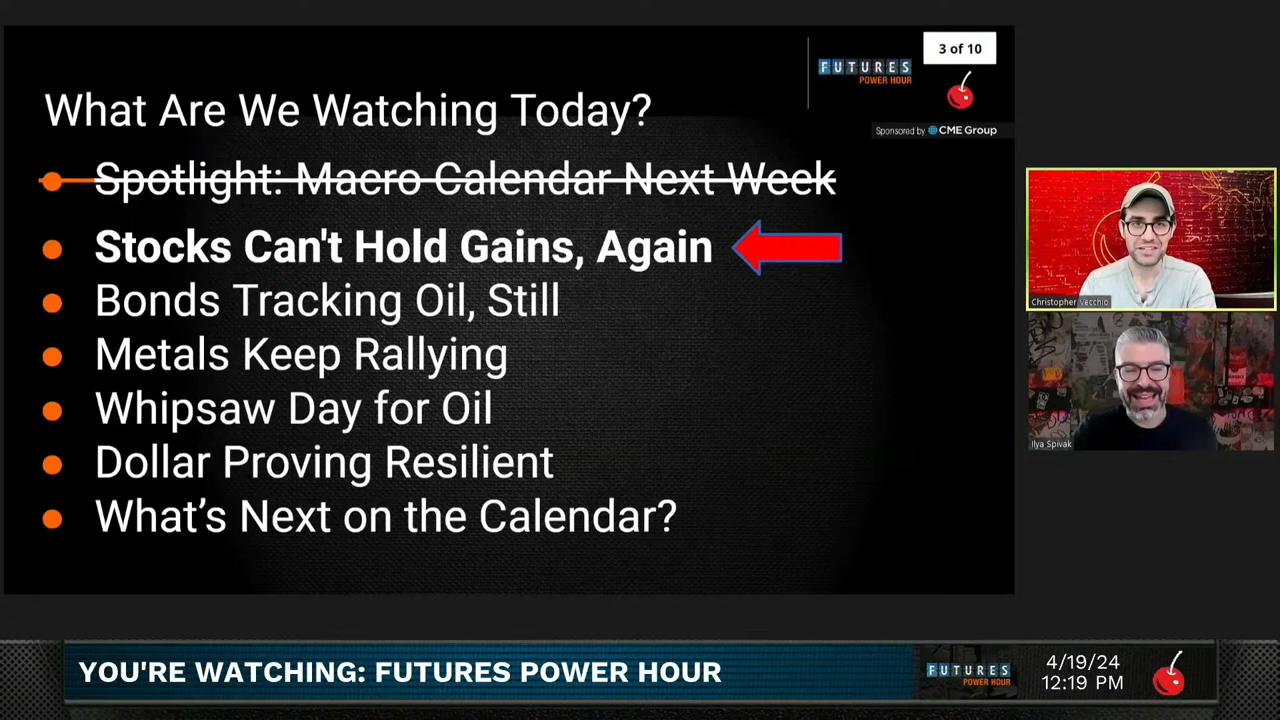 FUTURES
POWER HOUR
3 of 10
Sponsored by CME Group
What Are We Watching Today?
Spotlight: Macro Calendar Next Week
Stocks Can't Hold Gains, Again
Bonds Tracking Oil, Still
Metals Keep Rallying
Whipsaw Day for Oil
Dollar Proving Resilient
What’s Next on the Calendar?
Christopher Vecchio
Ilya Spivak
YOU'RE WATCHING: FUTURES POWER HOUR
FUTURES
POWER HOUR
4/19/24
12:19 PM